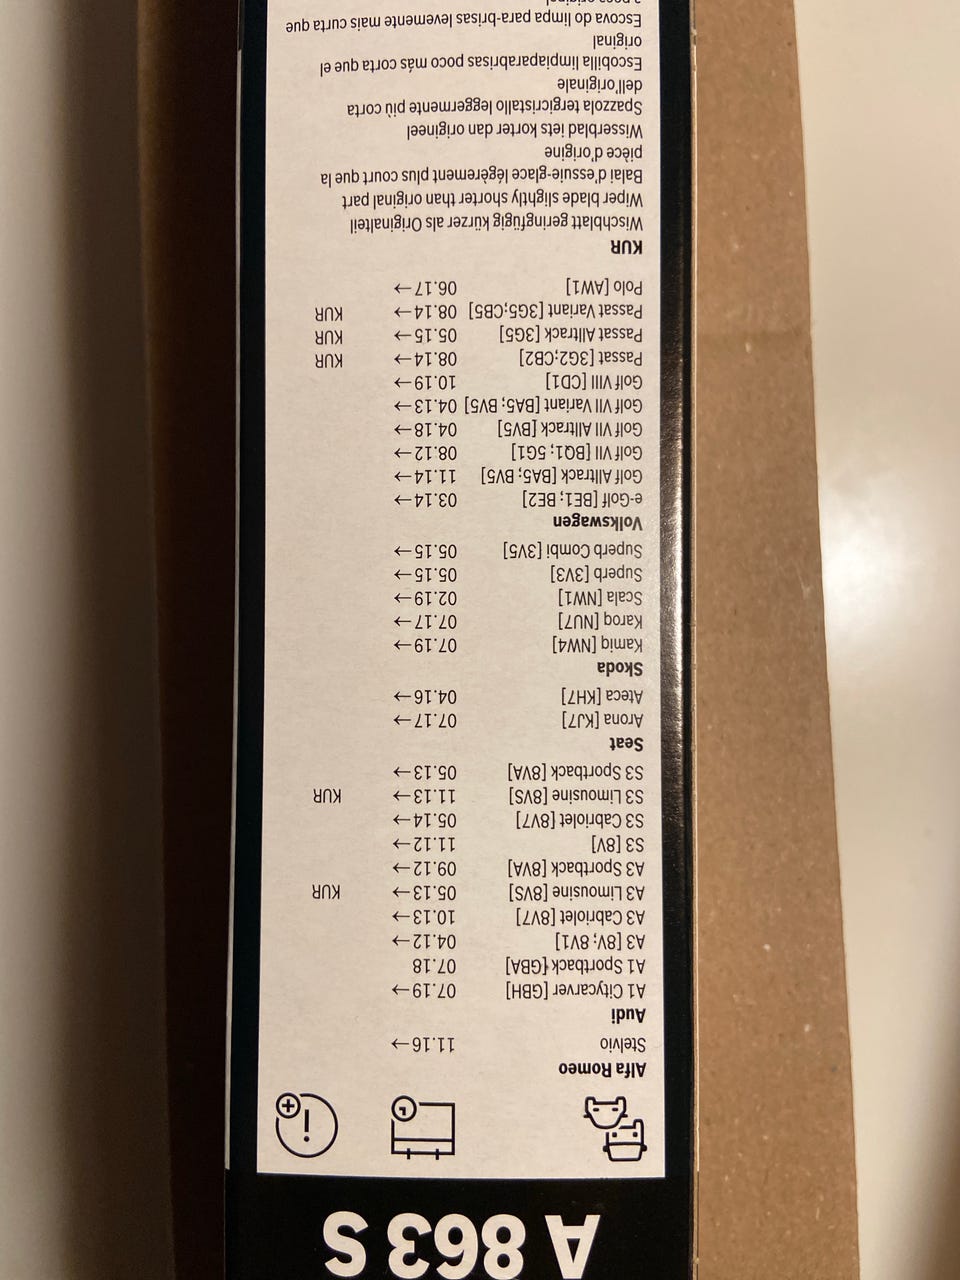 A 863 S
Alfa Romeo
Stelvio 11.16→
Audi
A1 Citycarver [GBH] 07.19→
A1 Sportback [GBA] 07.18
A3 [8V; 8V1] 04.12→
A3 Cabriolet [8V7] 10.13→
A3 Limousine [8VS] 05.13→ KUR
A3 Sportback [8VA] 09.12→
S3 [8V] 11.12→
S3 Cabriolet [8V7] 05.14→
S3 Limousine [8VS] 11.13→ KUR
S3 Sportback [8VA] 05.13→
Seat
Arona [KJ7] 07.17→
Ateca [KH7] 04.16→
Skoda
Kamiq [NW4] 07.19→
Karoq [NU7] 07.17→
Scala [NW1] 02.19→
Superb [3V3] 05.15→
Superb Combi [3V5] 05.15→
Volkswagen
e-Golf [BE1; BE2] 03.14→
Golf Alltrack [BA5; BV5] 11.14→
Golf VII [BQ1; 5G1] 08.12→
Golf VII Alltrack [BV5] 04.18→
Golf VII Variant [BA5; BV5] 04.13→
Golf VIII [CD1] 10.19→
Passat [3G2;CB2] 08.14→ KUR
Passat Alltrack [3G5] 05.15→ KUR
Passat Variant [3G5;CB5] 08.14→ KUR
Polo [AW1] 06.17→
KUR
Wischblatt geringfügig kürzer als Originalteil
Wiper blade slightly shorter than original part
Balai d'essuie-glace légèrement plus court que la
pièce d'origine
Wisserblad iets korter dan origineel
Spazzola tergicristallo leggermente più corta
dell'originale
Escobilla limpiaparabrisas poco más corta que el
original
Escova do limpa para-brisas levemente mais curta que